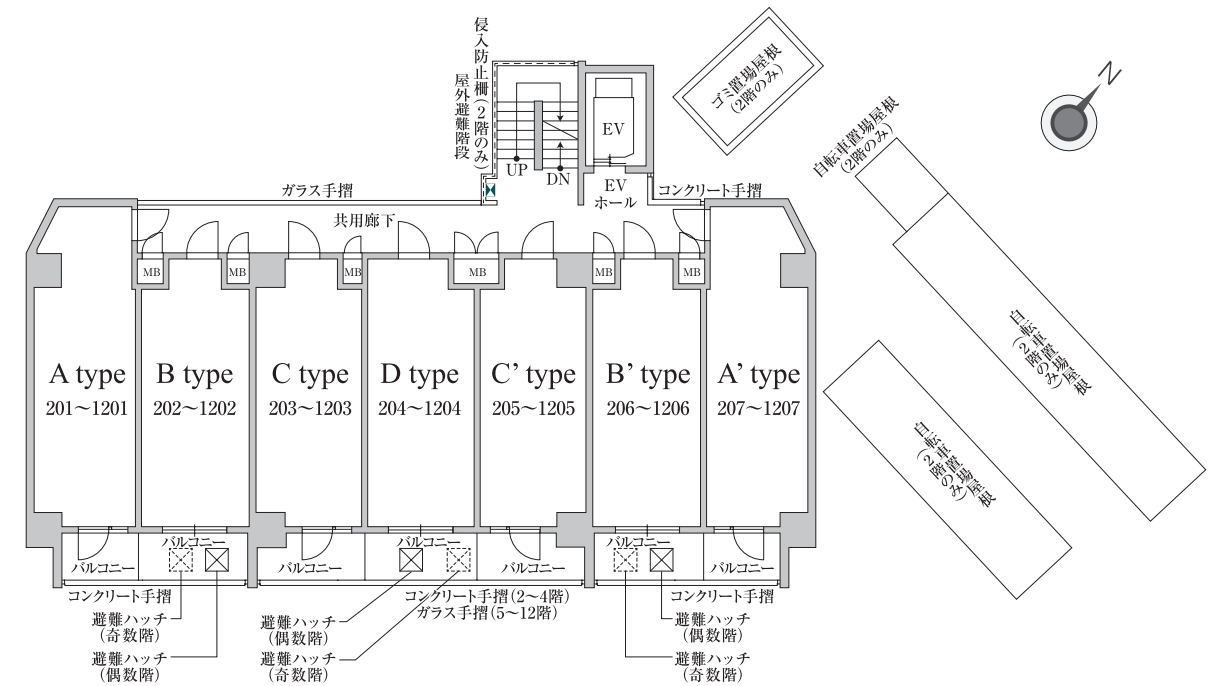 侵入防止柵(2階のみ)
屋外避難階段
UP
DN
EV
EV
ホール
ゴミ置場屋根
(2階のみ)
N
自転車置場屋根
(2階のみ)
ガラス手摺
コンクリート手摺
共用廊下
MB
MB
MB
MB
MB
MB
A type
201～1201
B type
202～1202
C type
203～1203
D type
204～1204
C’ type
205～1205
B’ type
206～1206
A’ type
207～1207
自転車置場屋根
(2階のみ)
自転車置場屋根
(2階のみ)
バルコニー
バルコニー
バルコニー
バルコニー
バルコニー
バルコニー
バルコニー
コンクリート手摺
コンクリート手摺(2～4階)
ガラス手摺(5～12階)
コンクリート手摺
避難ハッチ
(奇数階)
避難ハッチ
(偶数階)
避難ハッチ
(偶数階)
避難ハッチ
(奇数階)
避難ハッチ
(偶数階)
避難ハッチ
(奇数階)